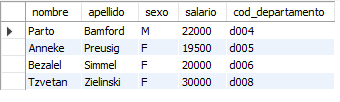 nombre apellido sexo salario cod_departamento
Parto Bamford M 22000 d004
Anneke Preusig F 19500 d005
Bezalel Simmel F 20000 d006
Tzvetan Zielinski F 30000 d008